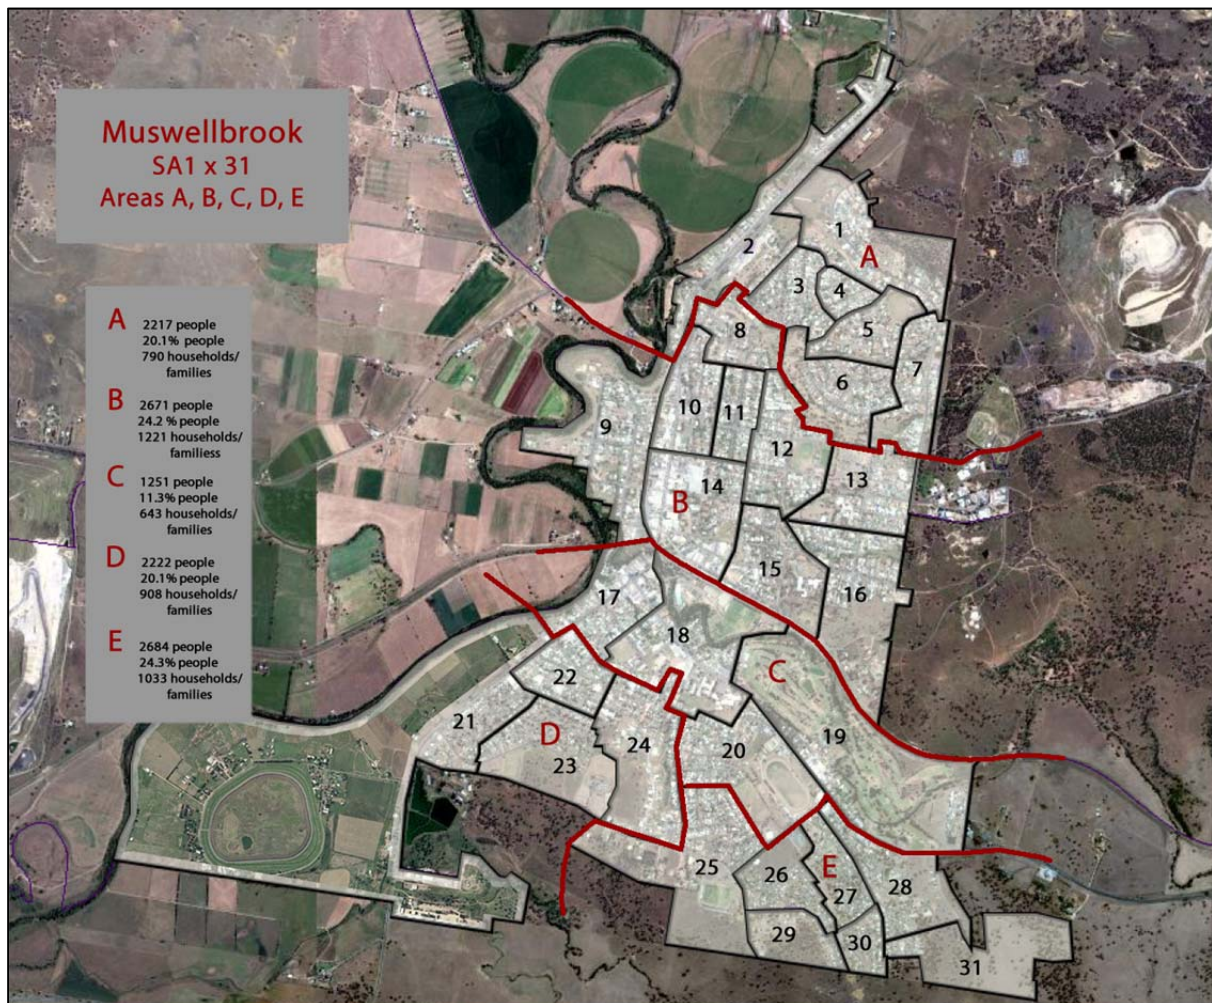 Muswellbrook
SA1 x 31
Areas A, B, C, D, E
A
2217 people
20.1% people
790 households/
families
B
2671 people
24.2 % people
1221 households/
familiess
C
1251 people
11.3% people
643 households/
families
D
2222 people
20.1% people
908 households/
families
E
2684 people
24.3% people
1033 households/
families
1
2
A
3
4
5
8
6
7
10
11
9
12
13
14
B
15
16
17
18
C
22
21
D
23
24
20
19
25
26
E
27
28
29
30
31